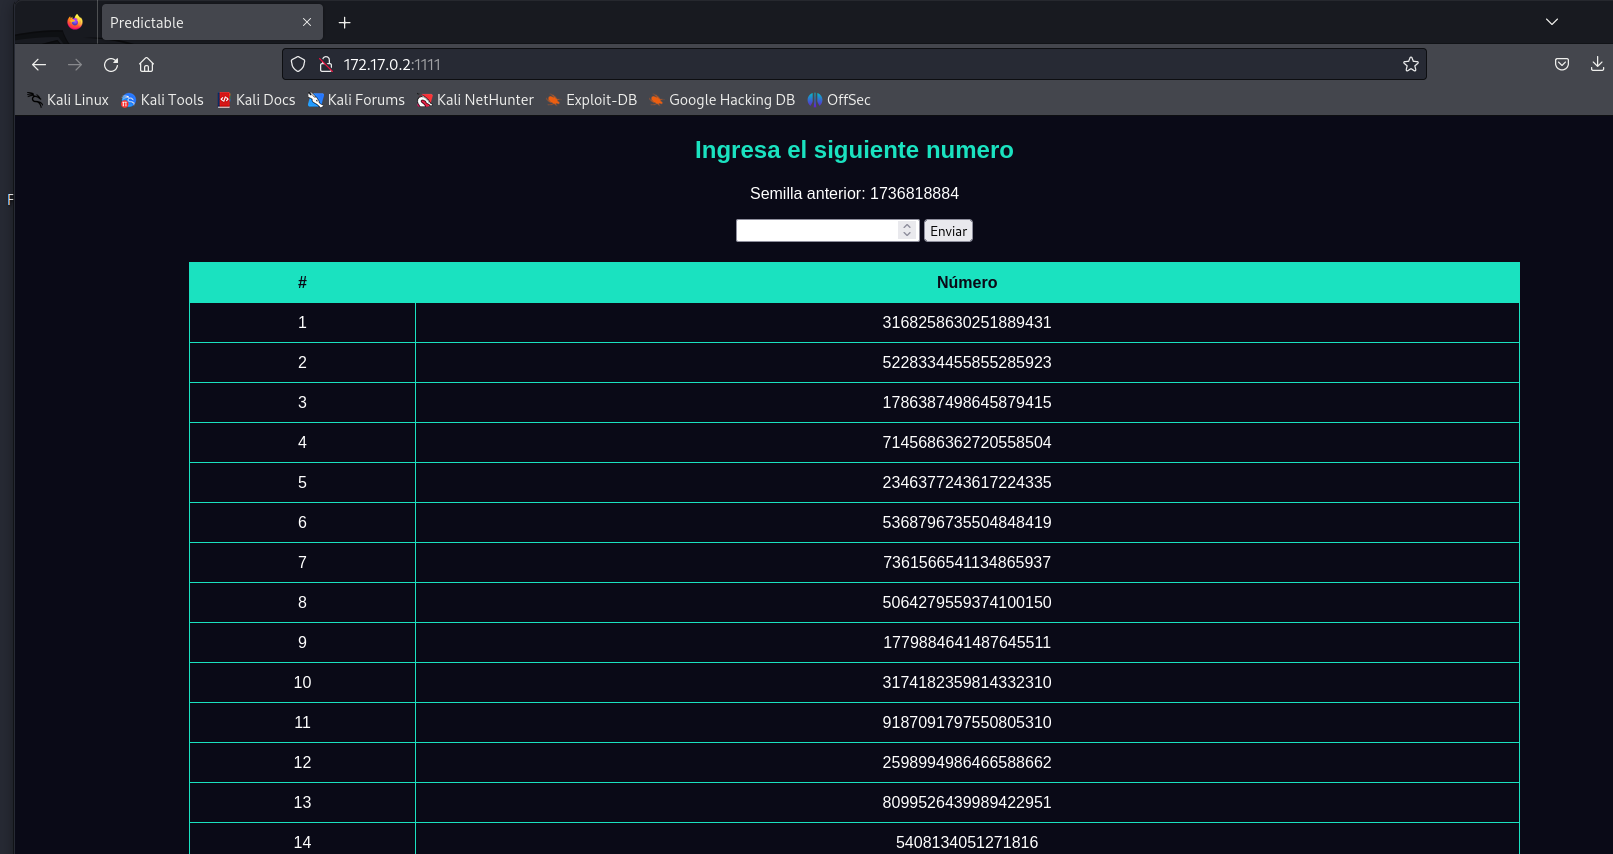 Predictable
172.17.0.2:1111
Kali Linux Kali Tools Kali Docs Kali Forums Kali NetHunter Exploit-DB Google Hacking DB OffSec
Ingresa el siguiente numero
Semilla anterior: 1736818884
Enviar
# Número
1 3168258630251889431
2 5228334455855285923
3 1786387498645879415
4 7145686362720558504
5 2346377243617224335
6 5368796735504848419
7 7361566541134865937
8 5064279559374100150
9 1779884641487645511
10 3174182359814332310
11 9187091797550805310
12 2598994986466588662
13 8099526439989422951
14 5408134051271816